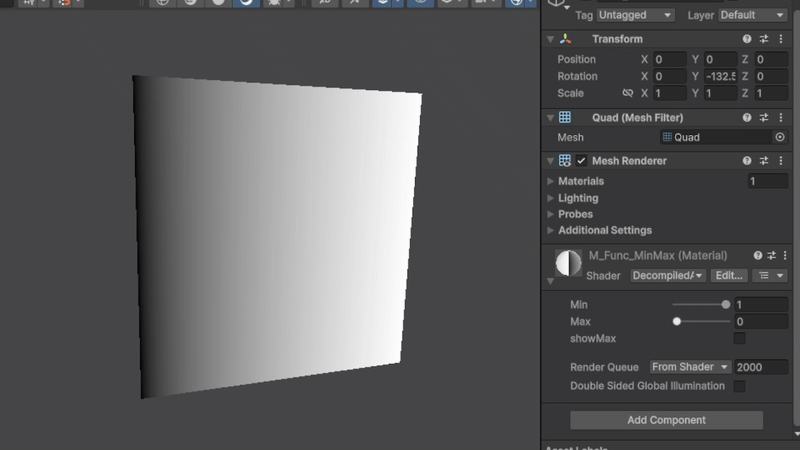 Tag Untagged Layer Default
Transform
Position X 0 Y 0 Z 0
Rotation X 0 Y -132.5 Z 0
Scale X 1 Y 1 Z 1
Quad (Mesh Filter)
Mesh Quad
Mesh Renderer
Materials 1
Lighting
Probes
Additional Settings
M_Func_MinMax (Material)
Shader Decompiled/ Edit...
Min 1
Max 0
showMax
Render Queue From Shader 2000
Double Sided Global Illumination
Add Component
Asset Labels